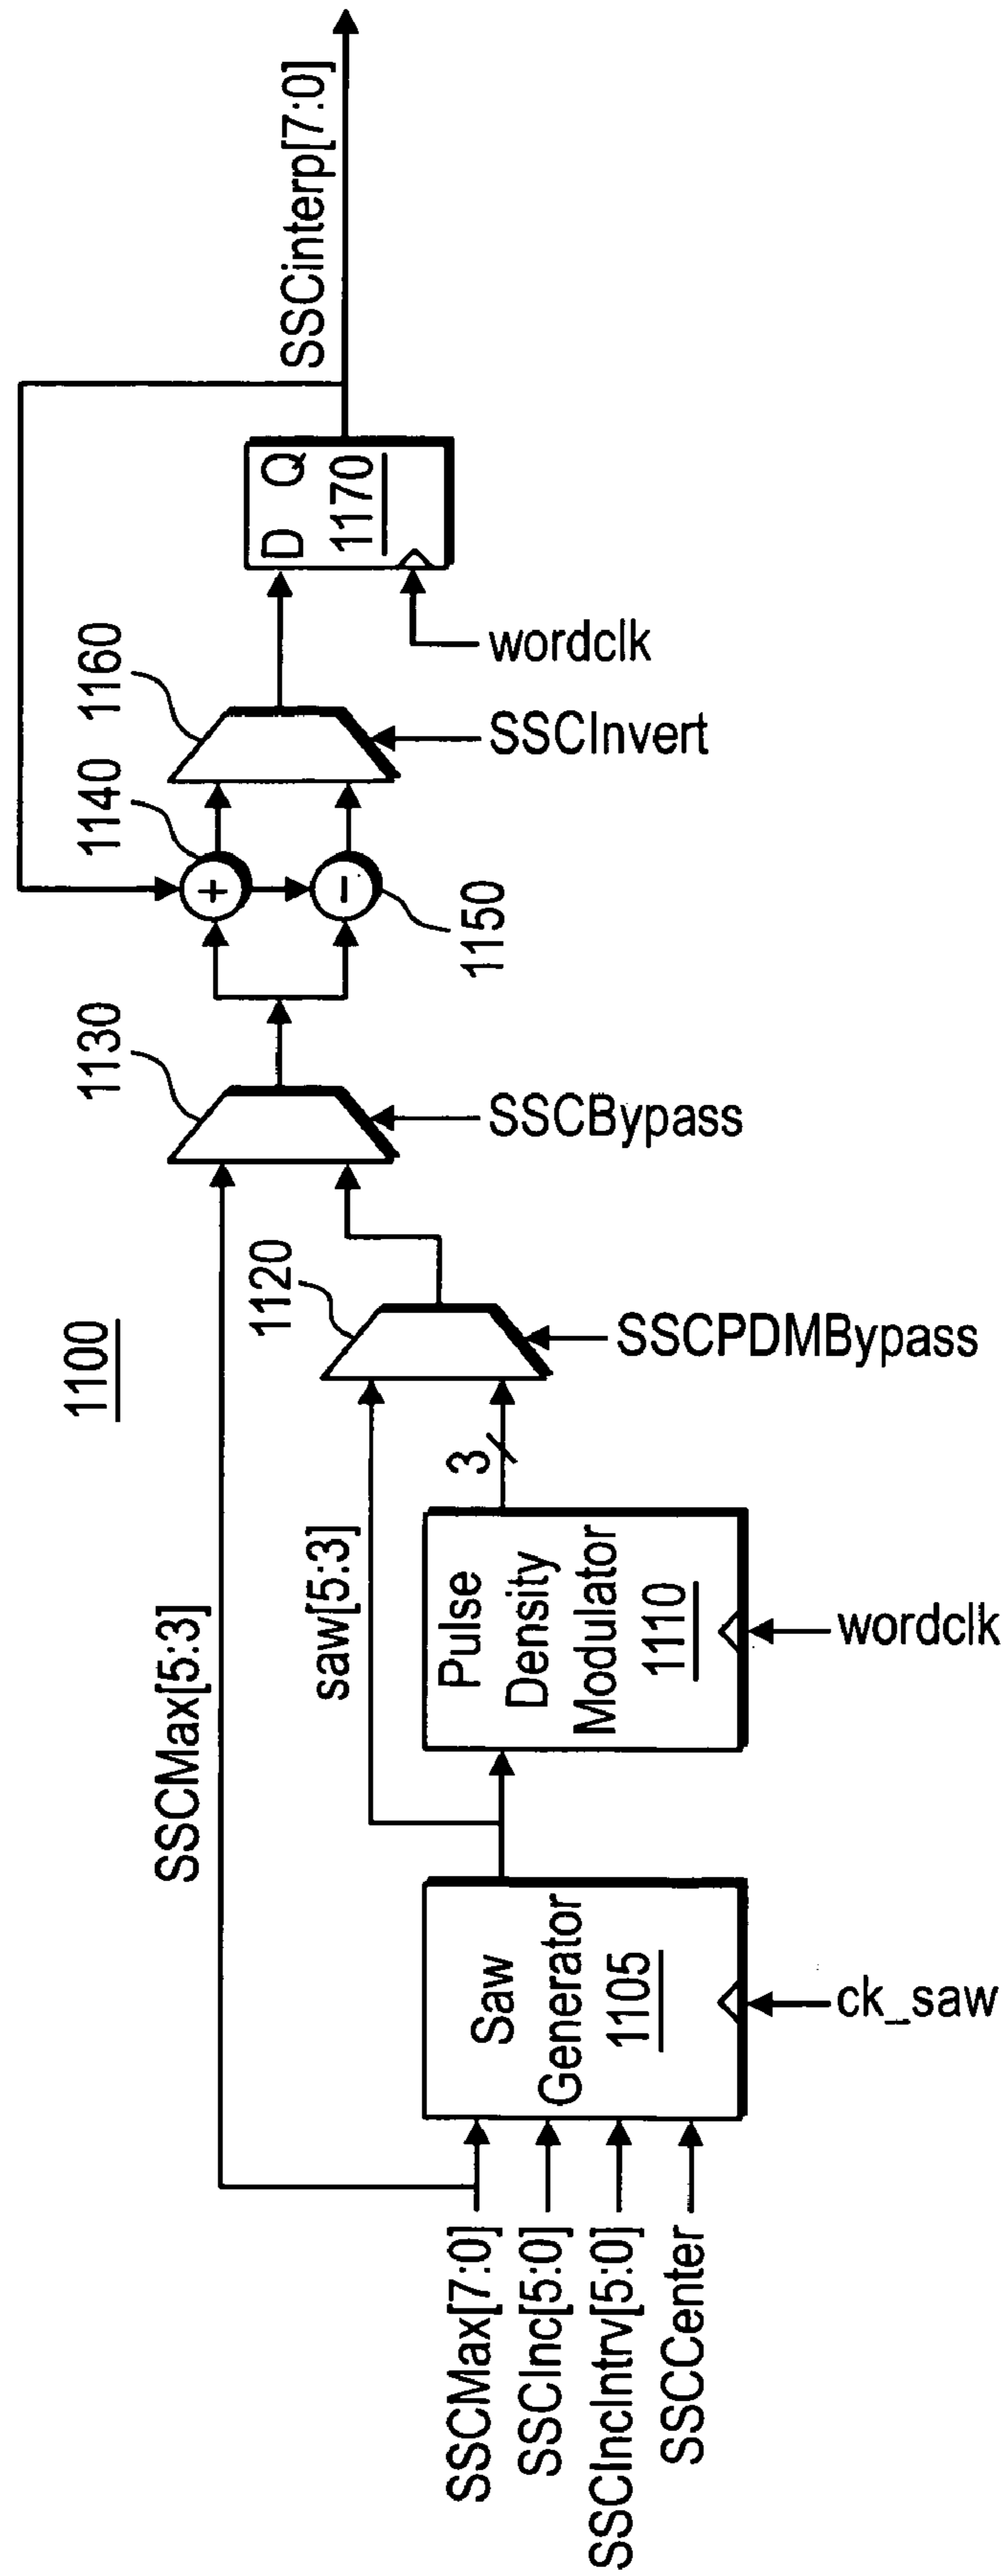 1100
SSCMax[7:0]
SSCInc[5:0]
SSCIncIntrv[5:0]
SSCCenter
Saw
Generator
1105
ck_saw
SSCMax[5:3]
saw[5:3]
Pulse
Density
Modulator
1110
wordclk
3
1120
SSCPDMBypass
1130
SSCBypass
1140
+
-
1150
1160
SSCInvert
D Q
1170
wordclk
SSCinterp[7:0]